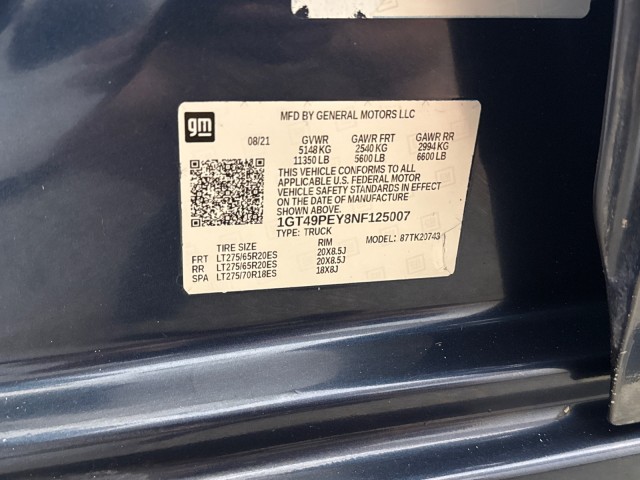 gm
MFD BY GENERAL MOTORS LLC
08/21 GVWR GAWR FRT GAWR RR
5148 KG 2540 KG 2994 KG
11350 LB 5600 LB 6600 LB
THIS VEHICLE CONFORMS TO ALL
APPLICABLE U.S. FEDERAL MOTOR
VEHICLE SAFETY STANDARDS IN EFFECT
ON THE DATE OF MANUFACTURE
SHOWN ABOVE.
1GT49PEY8NF125007
TYPE: TRUCK MODEL: 87TK20743
TIRE SIZE RIM
FRT LT275/65R20ES 20X8.5J
RR LT275/65R20ES 20X8.5J
SPA LT275/70R18ES 18X8J